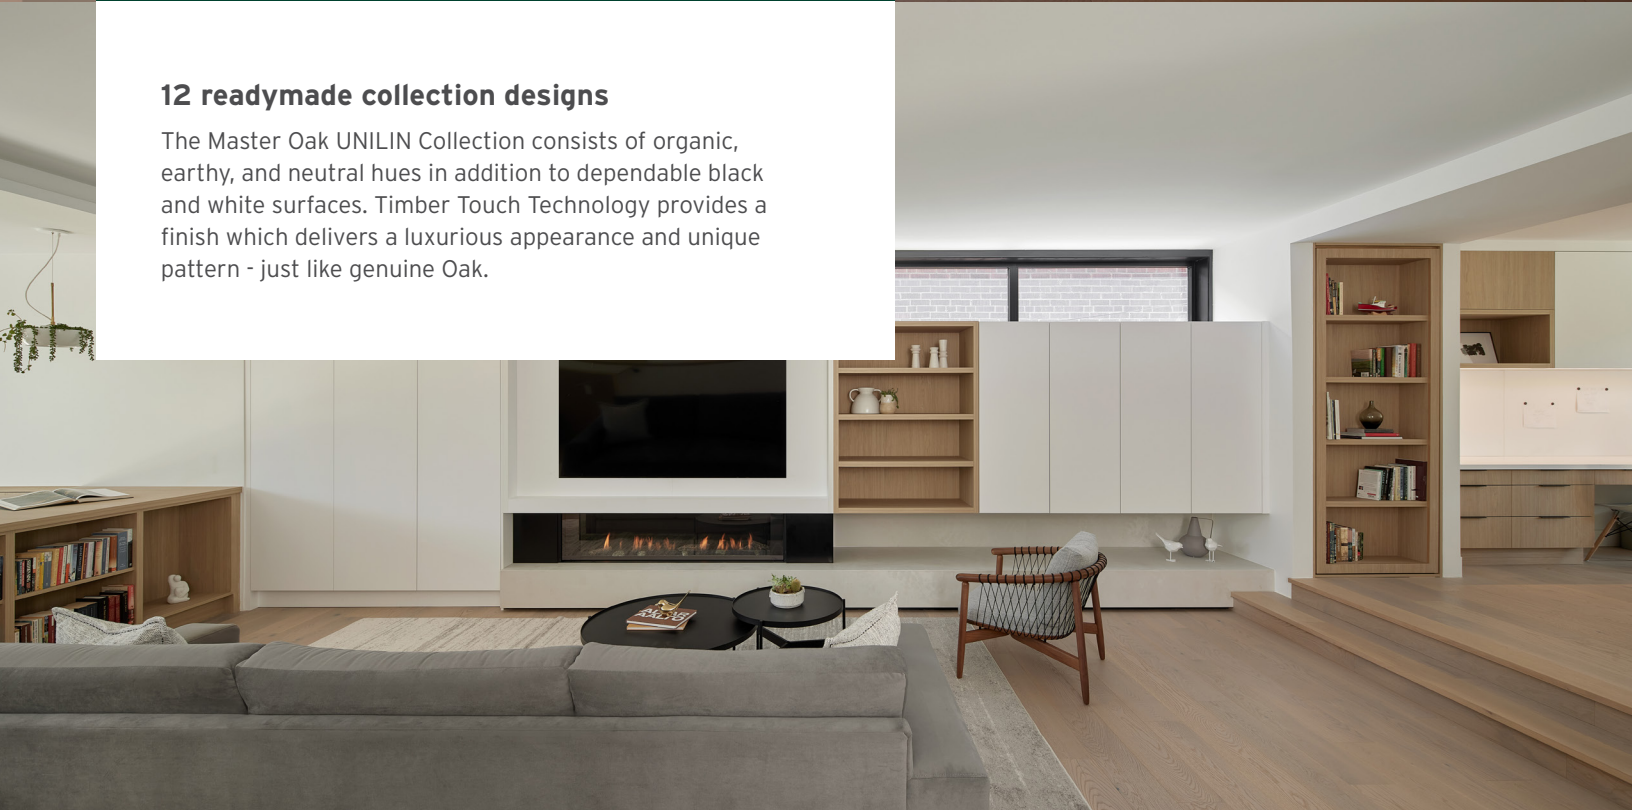 12 readymade collection designs
The Master Oak UNILIN Collection consists of organic,
earthy, and neutral hues in addition to dependable black
and white surfaces. Timber Touch Technology provides a
finish which delivers a luxurious appearance and unique
pattern - just like genuine Oak.
ALVAR
AALTO